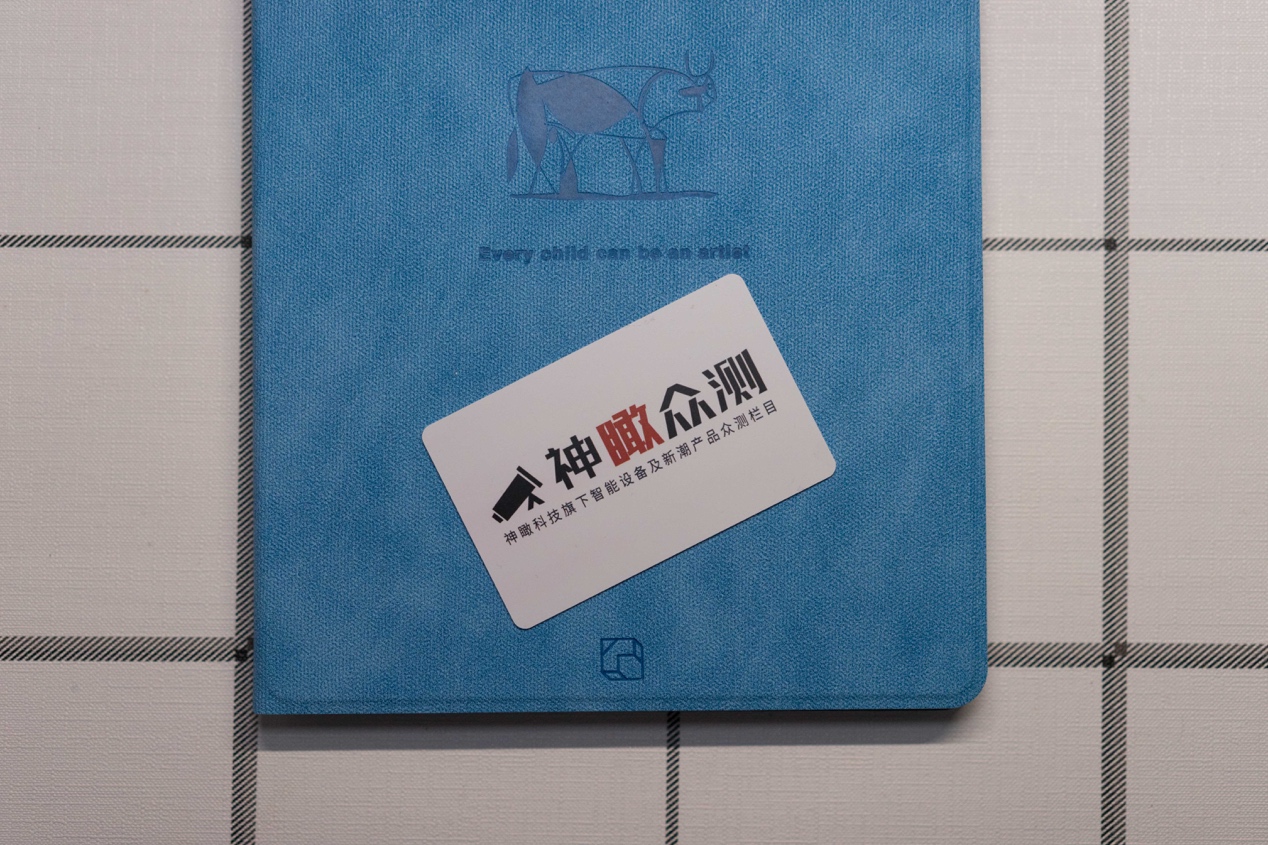 Every child can be an artist
神瞰众测
神瞰科技旗下智能设备及新潮产品众测栏目